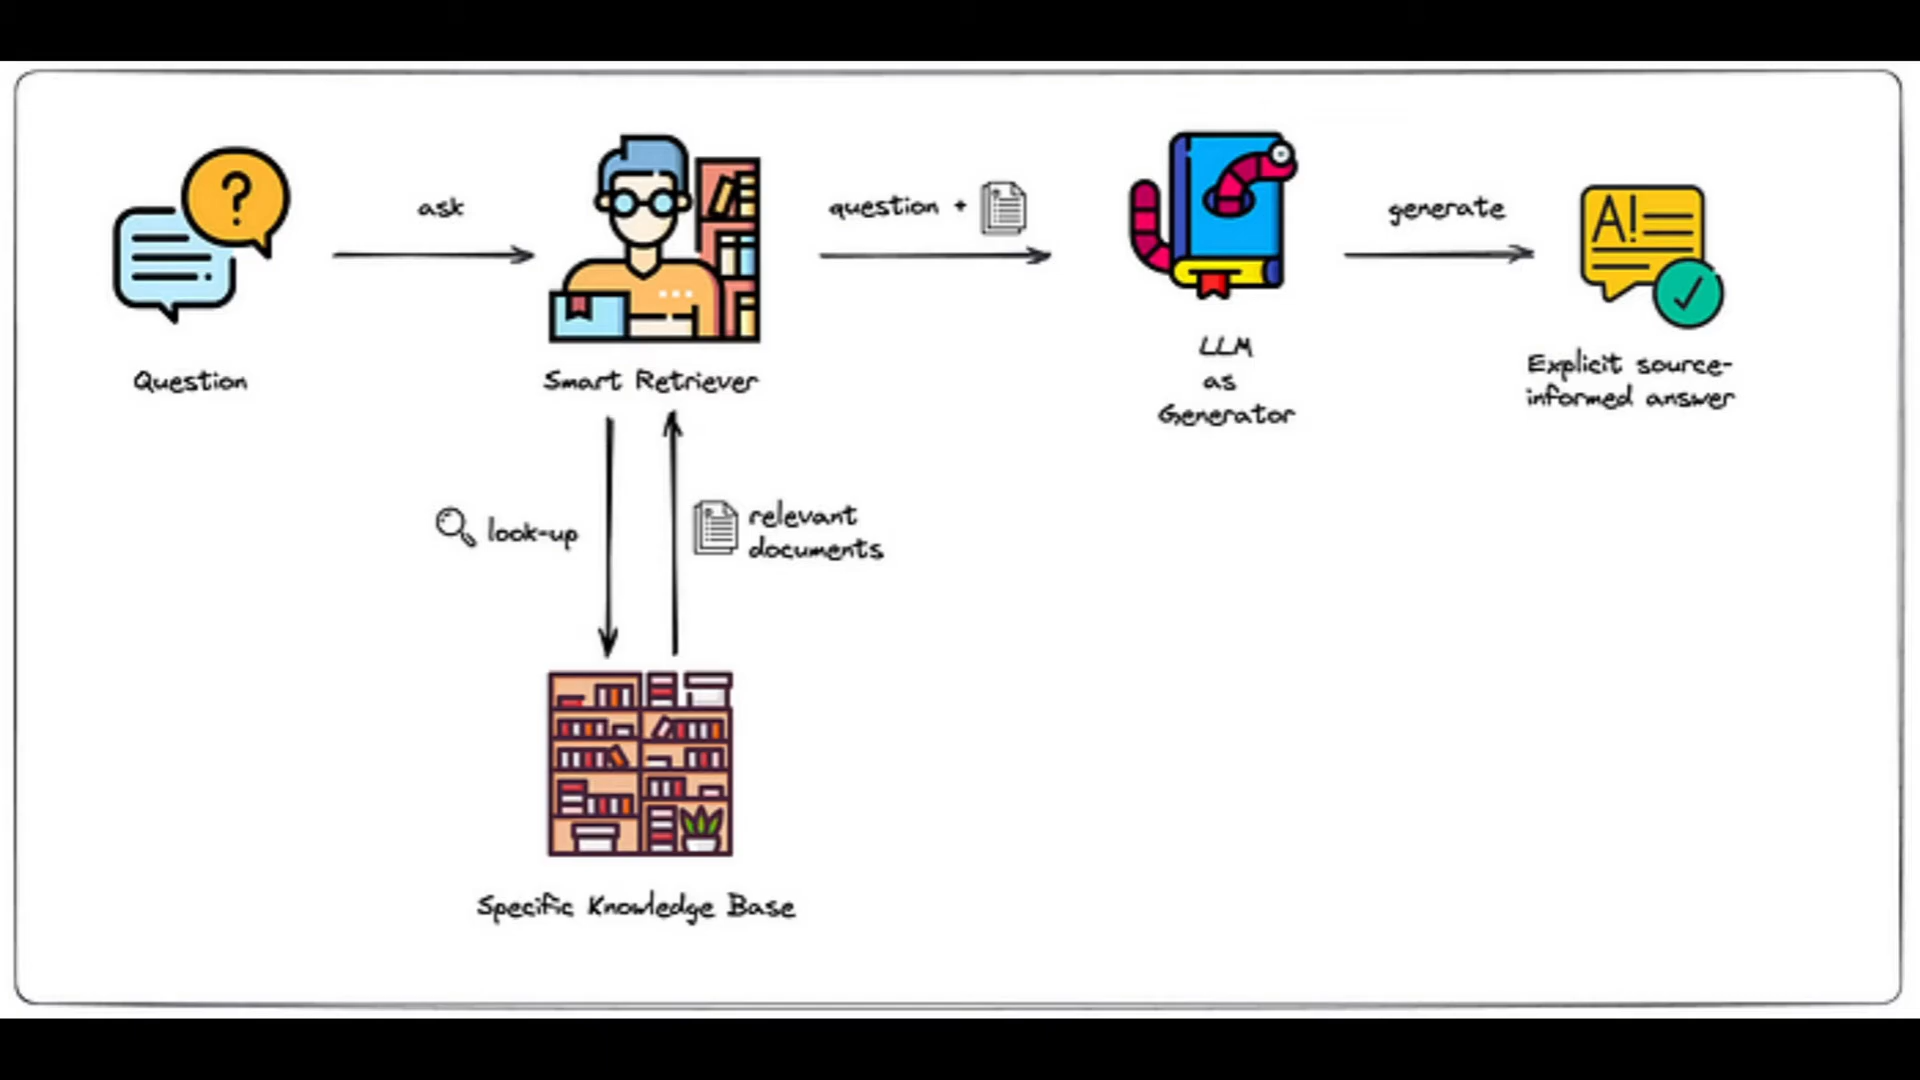 ?
ask
question +
generate
A!
Question
Smart Retriever
LLM
as
Generator
Explicit source-
informed answer
look-up
relevant
documents
Specific Knowledge Base